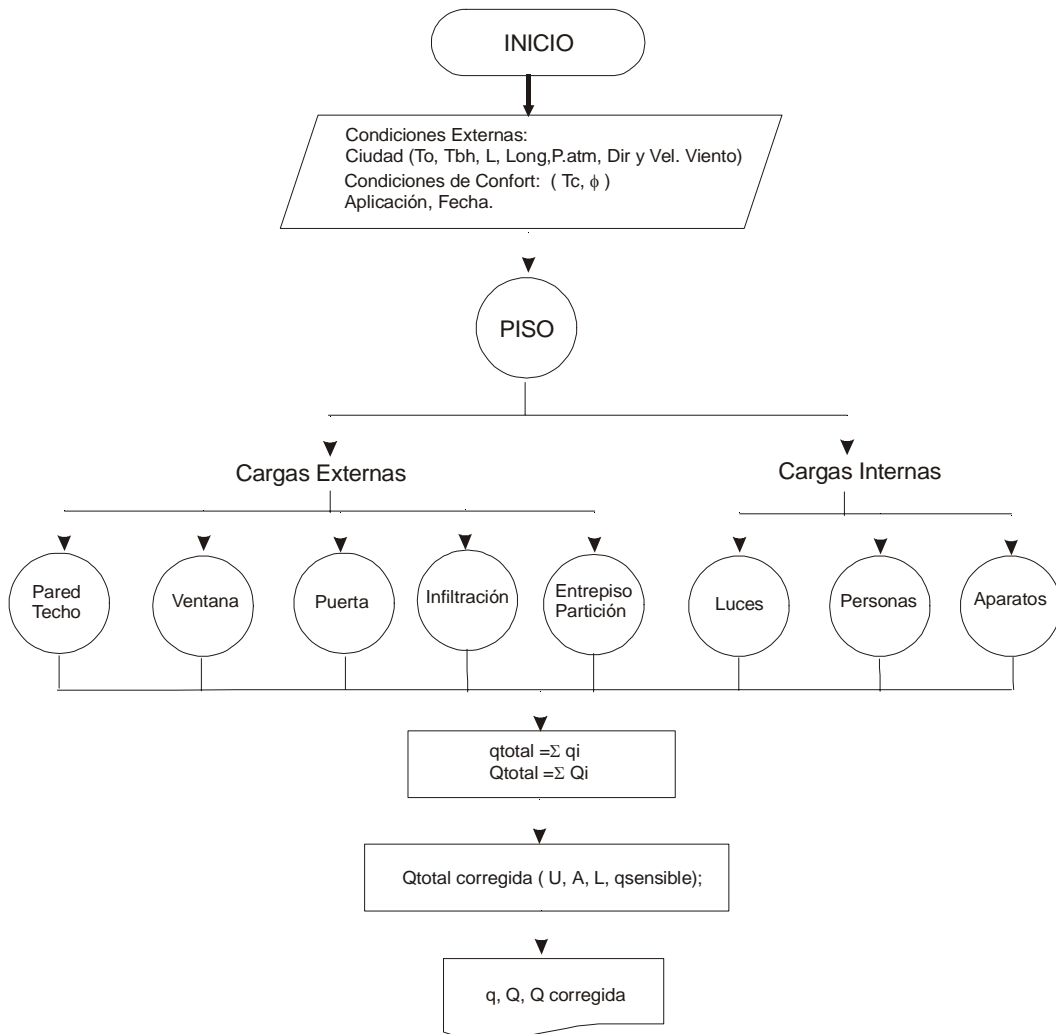 INICIO
Condiciones Externas:
Ciudad (To, Tbh, L, Long,P.atm, Dir y Vel. Viento)
Condiciones de Confort: ( Tc, ϕ )
Aplicación, Fecha.
PISO
Cargas Externas
Cargas Internas
Pared
Techo
Ventana
Puerta
Infiltración
Entrepiso
Partición
Luces
Personas
Aparatos
qtotal =Σ qi
Qtotal =Σ Qi
Qtotal corregida ( U, A, L, qsensible);
q, Q, Q corregida